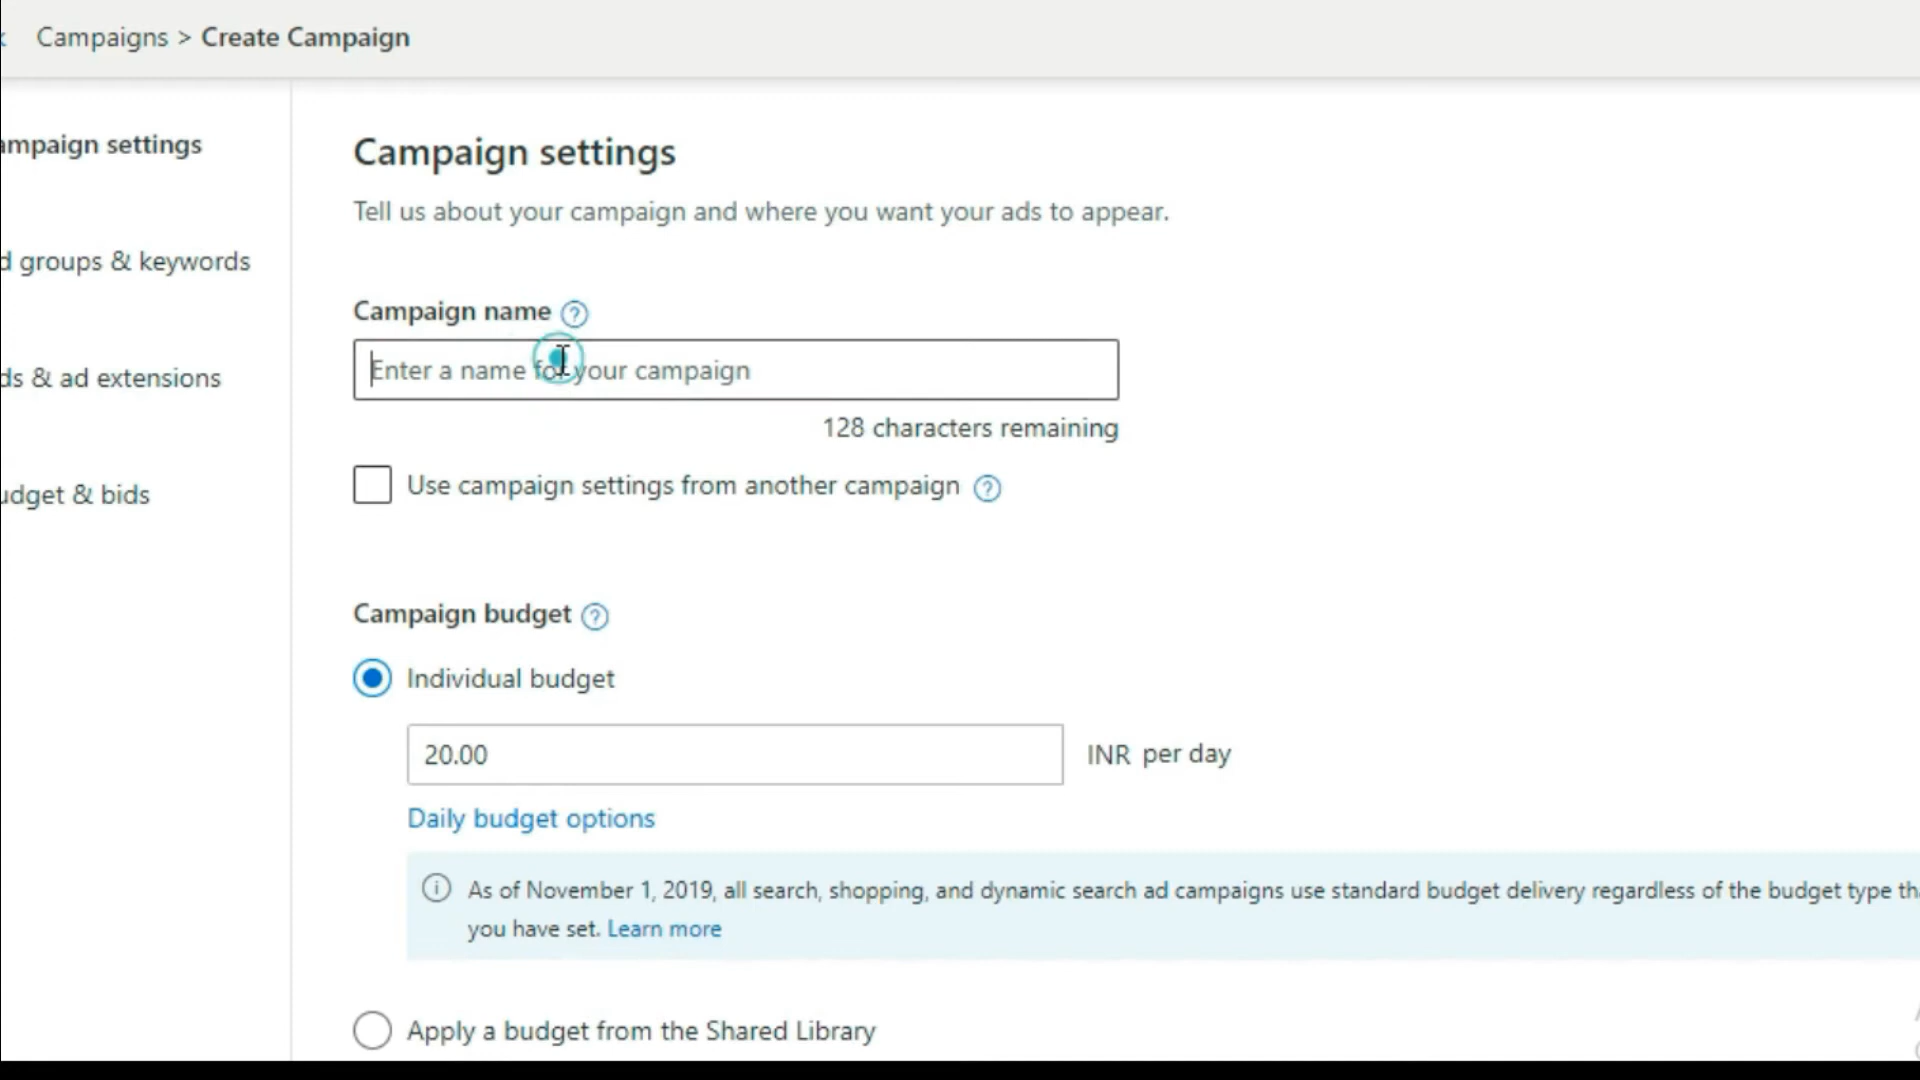 Campaigns > Create Campaign
ampaign settings
Campaign settings
Tell us about your campaign and where you want your ads to appear.
d groups & keywords
Campaign name
Enter a name for your campaign
ds & ad extensions
128 characters remaining
Use campaign settings from another campaign
udget & bids
Campaign budget
Individual budget
20.00 INR per day
Daily budget options
As of November 1, 2019, all search, shopping, and dynamic search ad campaigns use standard budget delivery regardless of the budget type tha
you have set. Learn more
Apply a budget from the Shared Library